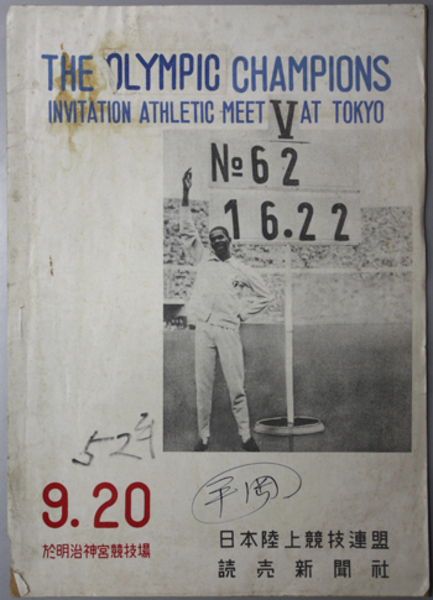 THE OLYMPIC CHAMPIONS
INVITATION ATHLETIC MEET AT TOKYO
V
№62
16.22
52年
平岡
9.20
於明治神宮競技場
日本陸上競技連盟
読売新聞社